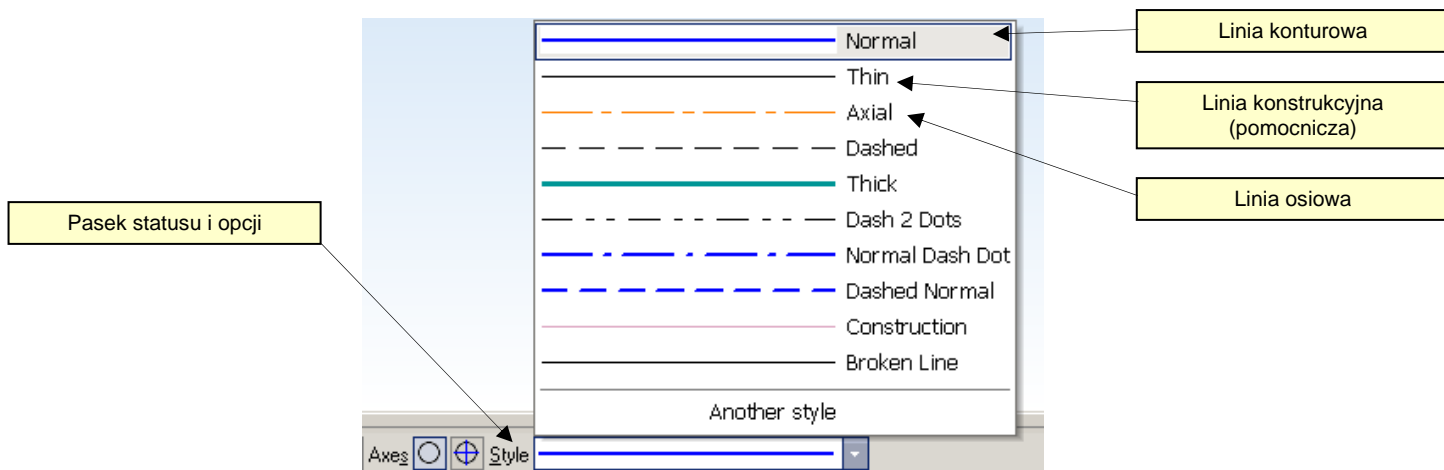 Normal
Thin
Axial
Dashed
Thick
Dash 2 Dots
Normal Dash Dot
Dashed Normal
Construction
Broken Line
Another style
Axes
Style
Linia konturowa
Linia konstrukcyjna
(pomocnicza)
Linia osiowa
Pasek statusu i opcji